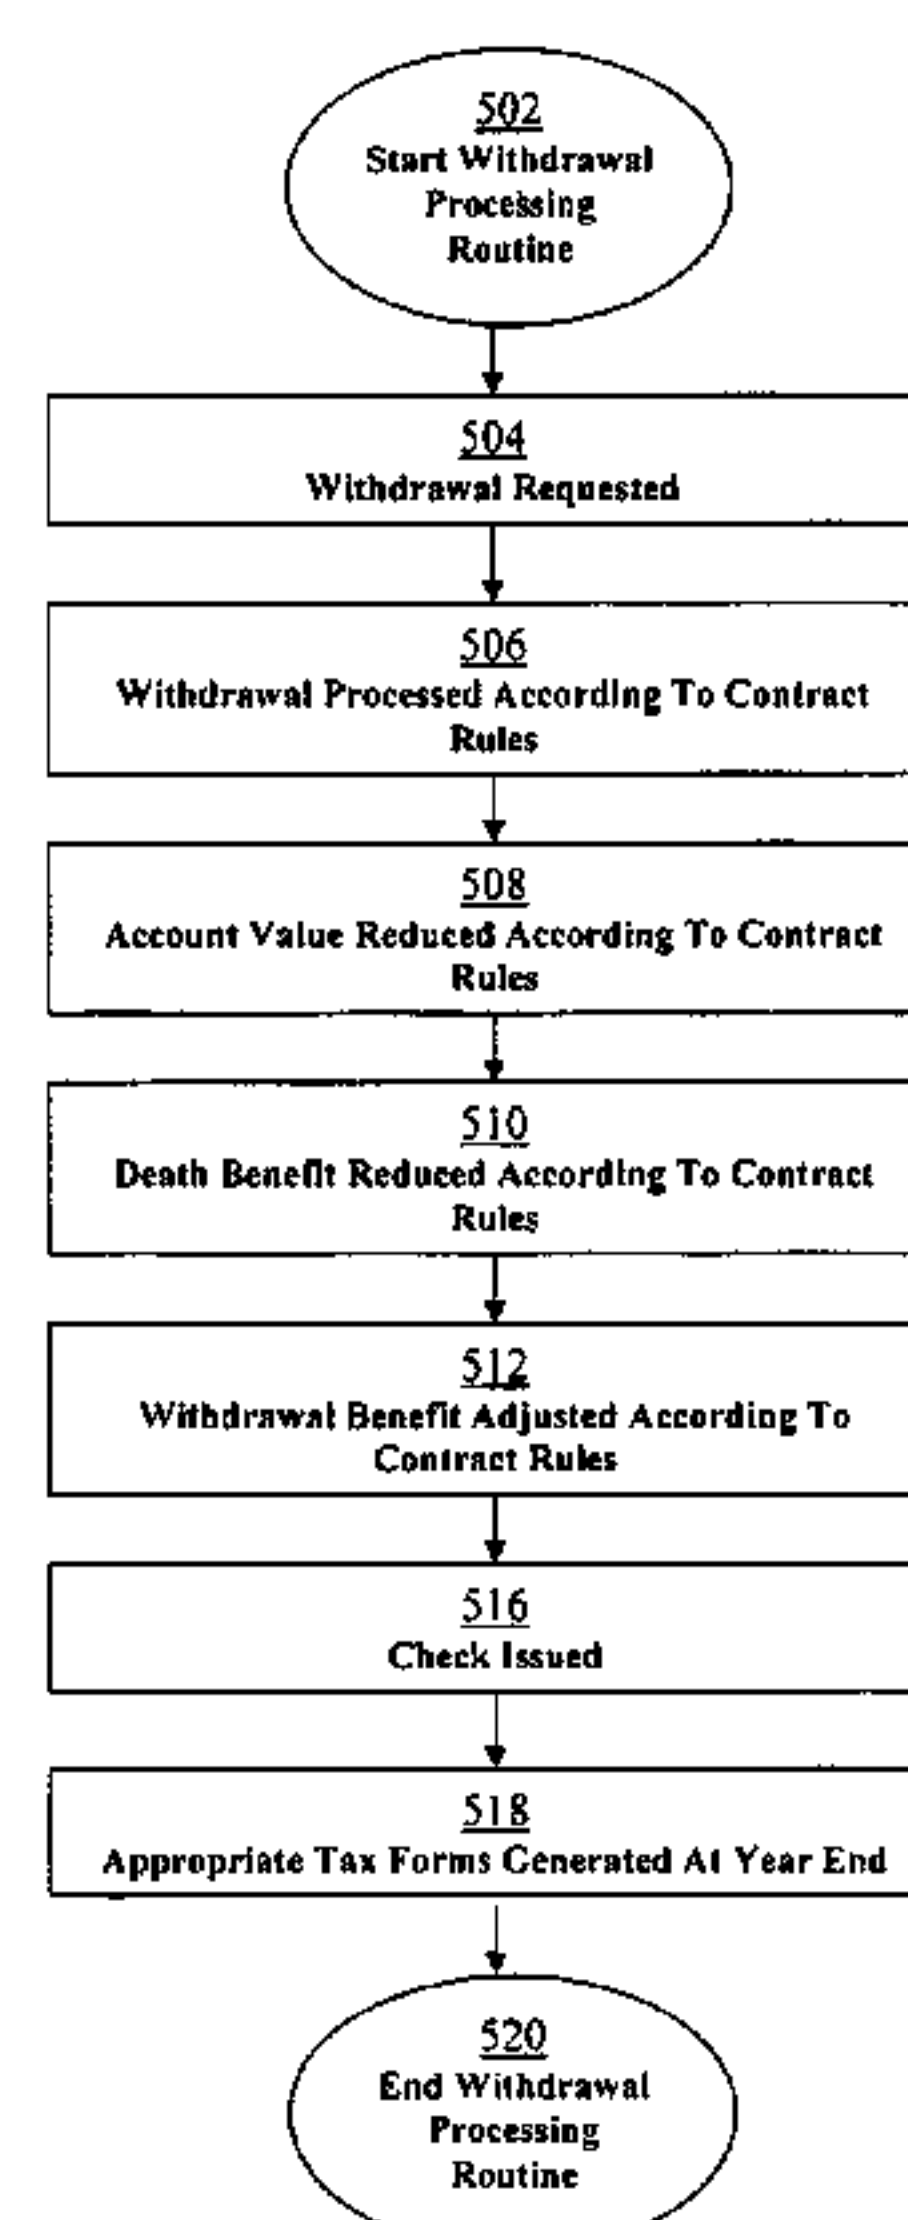 502
Start Withdrawal
Processing
Routine
504
Withdrawal Requested
506
Withdrawal Processed According To Contract
Rules
508
Account Value Reduced According To Contract
Rules
510
Death Benefit Reduced According To Contract
Rules
512
Withdrawal Benefit Adjusted According To
Contract Rules
516
Check Issued
518
Appropriate Tax Forms Generated At Year End
520
End Withdrawal
Processing
Routine